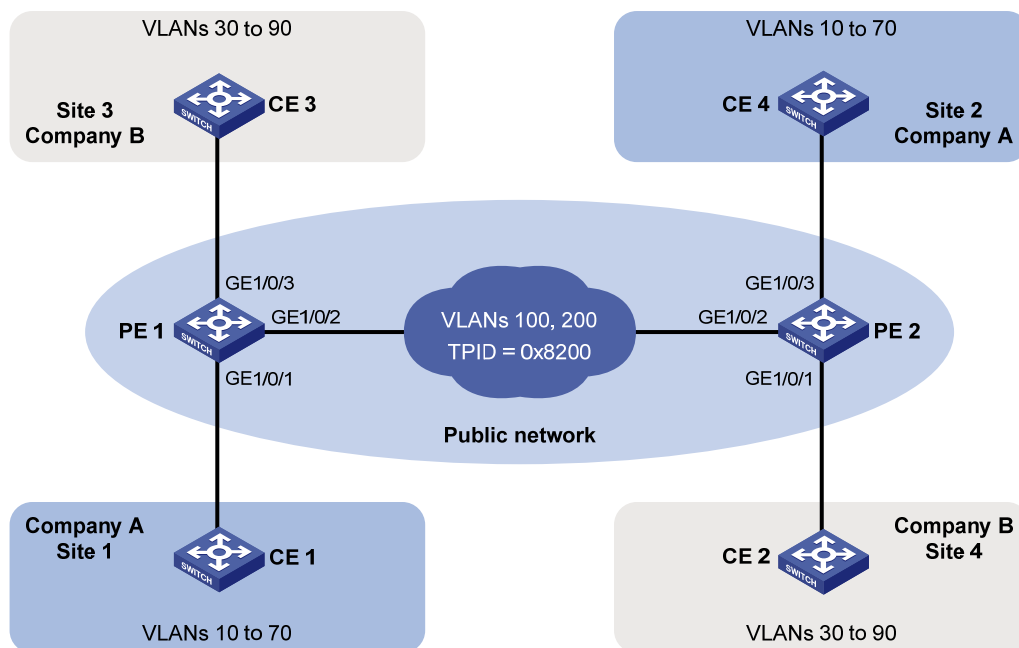 VLANs 30 to 90
CE 3
Site 3
Company B
SWITCH
VLANs 10 to 70
CE 4
Site 2
Company A
SWITCH
GE1/0/3
PE 1
GE1/0/2
SWITCH
GE1/0/1
VLANs 100, 200
TPID = 0x8200
GE1/0/3
GE1/0/2
PE 2
SWITCH
GE1/0/1
Public network
Company A
Site 1
CE 1
SWITCH
VLANs 10 to 70
Company B
Site 4
CE 2
SWITCH
VLANs 30 to 90